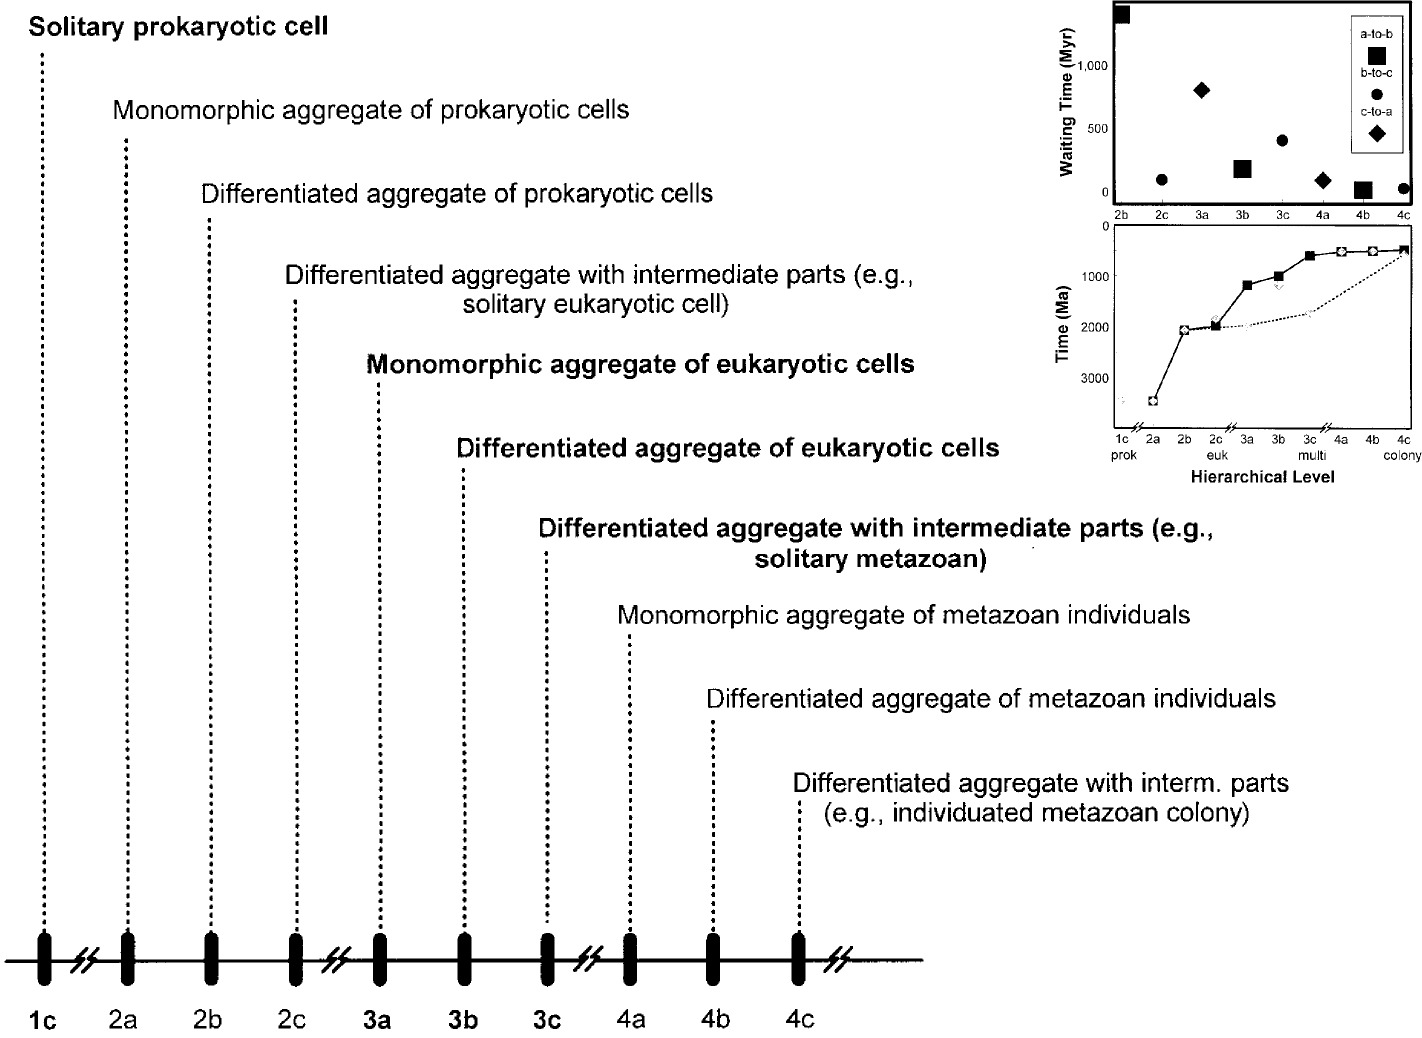 Solitary prokaryotic cell
Monomorphic aggregate of prokaryotic cells
Differentiated aggregate of prokaryotic cells
Differentiated aggregate with intermediate parts (e.g.,
solitary eukaryotic cell)
Monomorphic aggregate of eukaryotic cells
Differentiated aggregate of eukaryotic cells
Differentiated aggregate with intermediate parts (e.g.,
solitary metazoan)
Monomorphic aggregate of metazoan individuals
Differentiated aggregate of metazoan individuals
Differentiated aggregate with interm. parts
(e.g., individuated metazoan colony)
1c 2a 2b 2c 3a 3b 3c 4a 4b 4c
Waiting Time (Myr)
1,000
500
0
a-to-b
b-to-c
c-to-a
2b 2c 3a 3b 3c 4a 4b 4c
Time (Ma)
0
1000
2000
3000
1c 2a 2b 2c 3a 3b 3c 4a 4b 4c
prok euk multi colony
Hierarchical Level